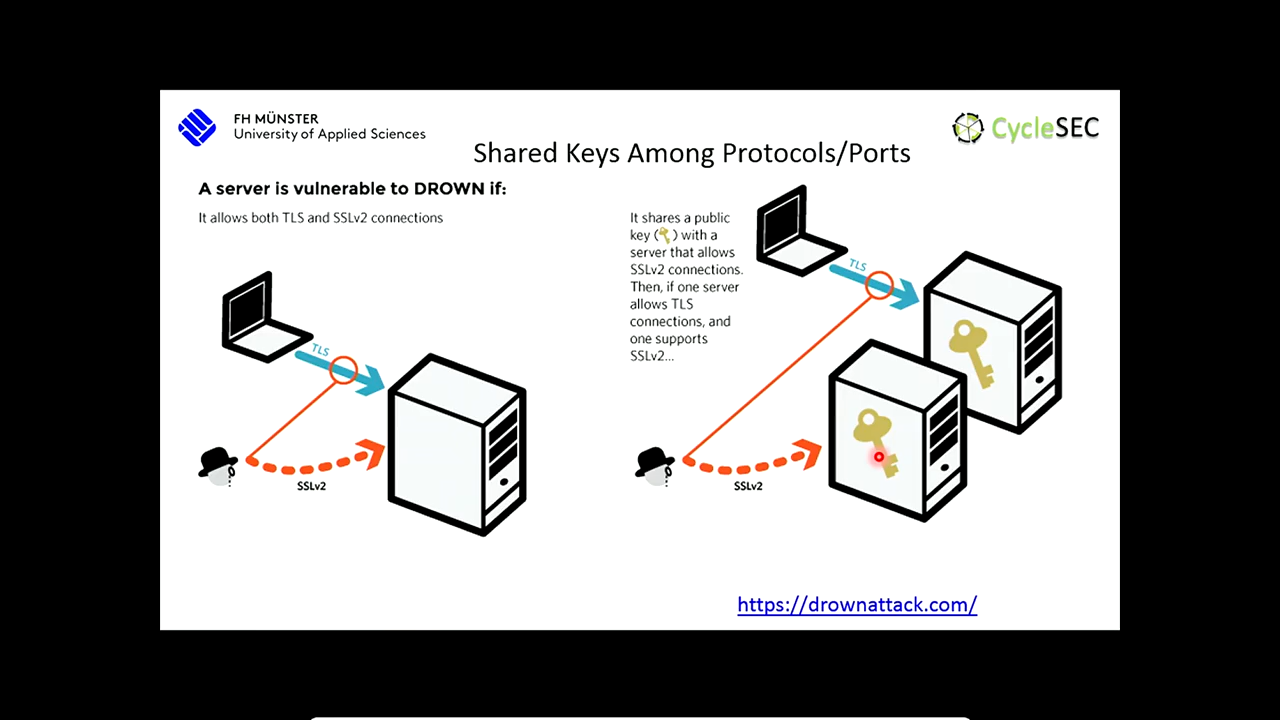 FH MÜNSTER
University of Applied Sciences
CycleSEC
Shared Keys Among Protocols/Ports
A server is vulnerable to DROWN if:
It allows both TLS and SSLv2 connections
TLS
SSLv2
It shares a public
key ( ) with a
server that allows
SSLv2 connections.
Then, if one server
allows TLS
connections, and
one supports
SSLv2...
TLS
SSLv2
https://drownattack.com/